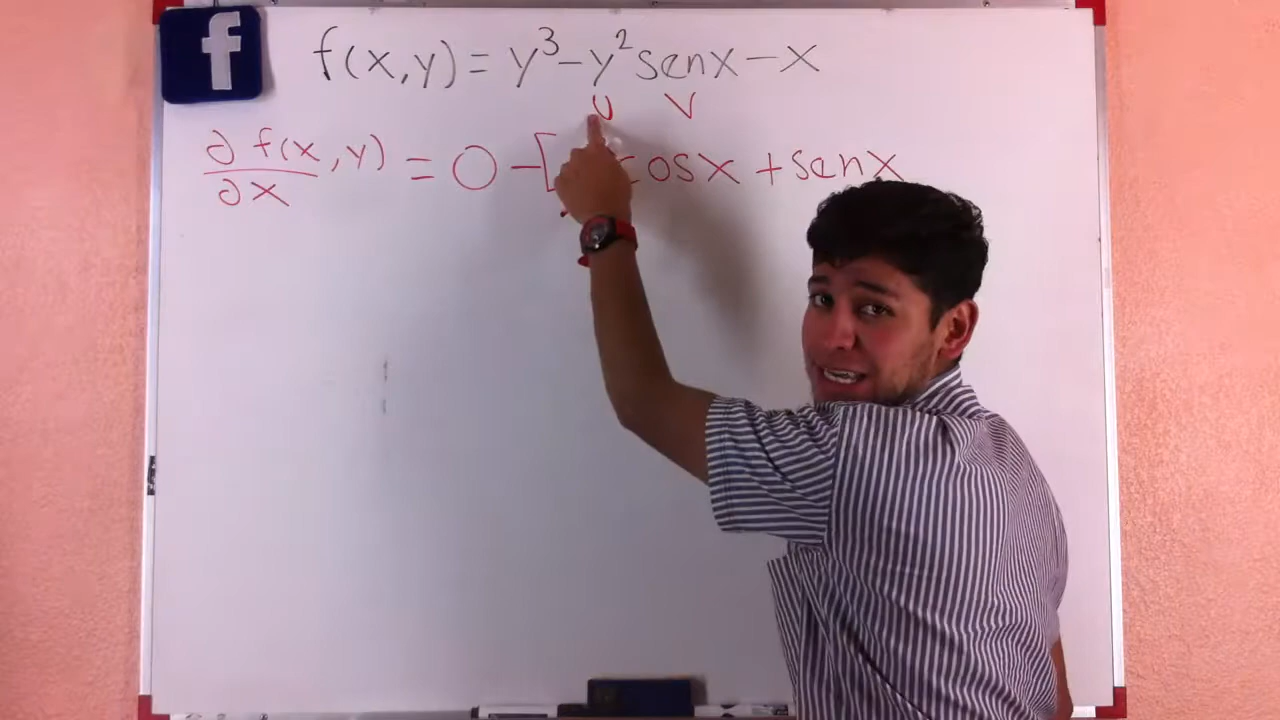 f
f(x,y) = y³ - y² senx - x
U V
∂ f(x,y)
∂x = 0 - [ cosx + senx